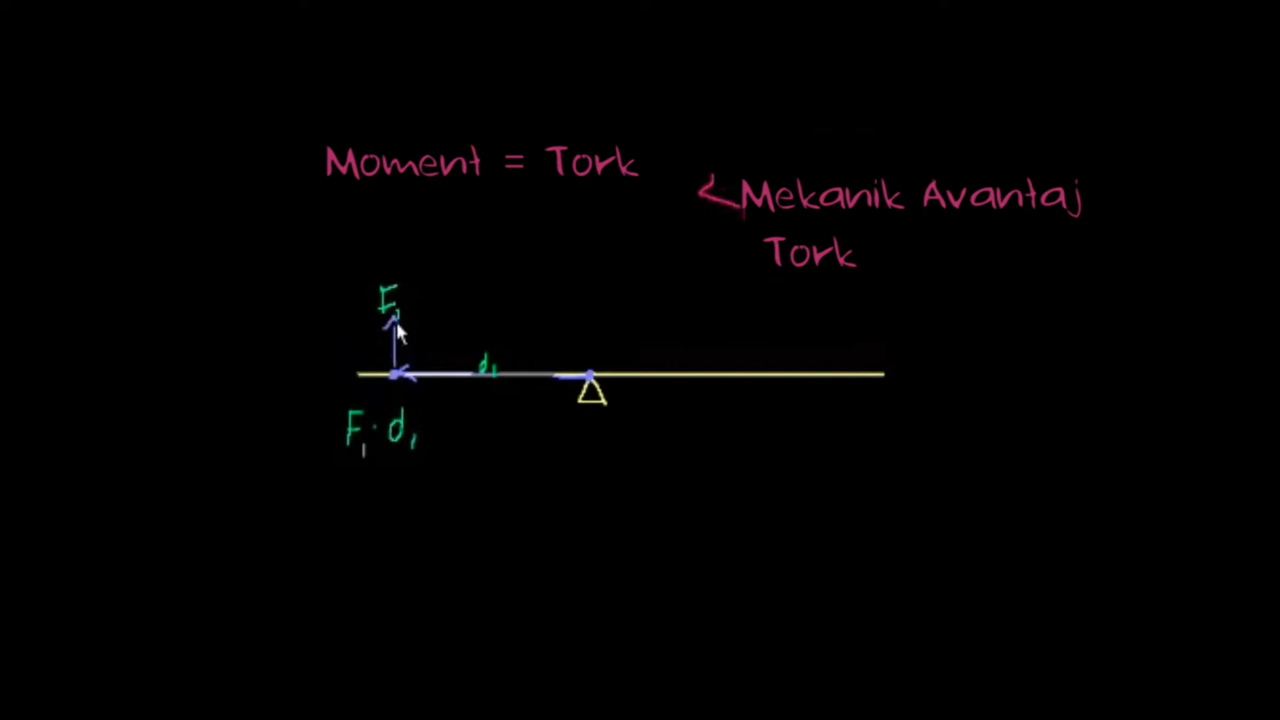 Moment = Tork
<Mekanik Avantaj
Tork
F₁
d₁
F₁ · d₁